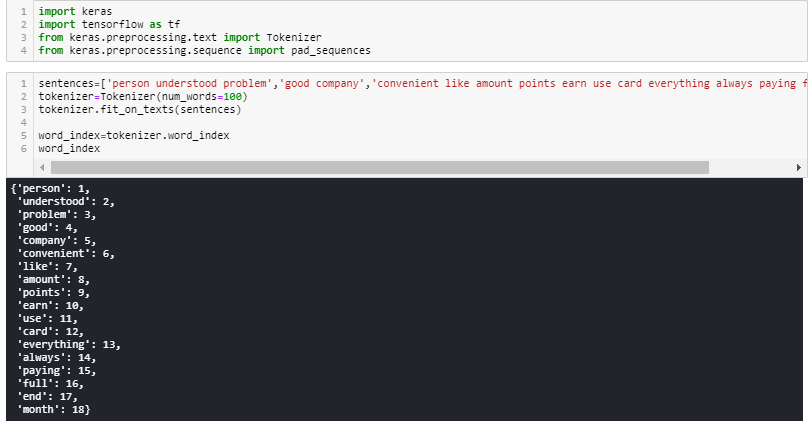 1 import keras
2 import tensorflow as tf
3 from keras.preprocessing.text import Tokenizer
4 from keras.preprocessing.sequence import pad_sequences
1 sentences=['person understood problem','good company','convenient like amount points earn use card everything always paying f
2 tokenizer=Tokenizer(num_words=100)
3 tokenizer.fit_on_texts(sentences)
4
5 word_index=tokenizer.word_index
6 word_index
{'person': 1,
'understood': 2,
'problem': 3,
'good': 4,
'company': 5,
'convenient': 6,
'like': 7,
'amount': 8,
'points': 9,
'earn': 10,
'use': 11,
'card': 12,
'everything': 13,
'always': 14,
'paying': 15,
'full': 16,
'end': 17,
'month': 18}